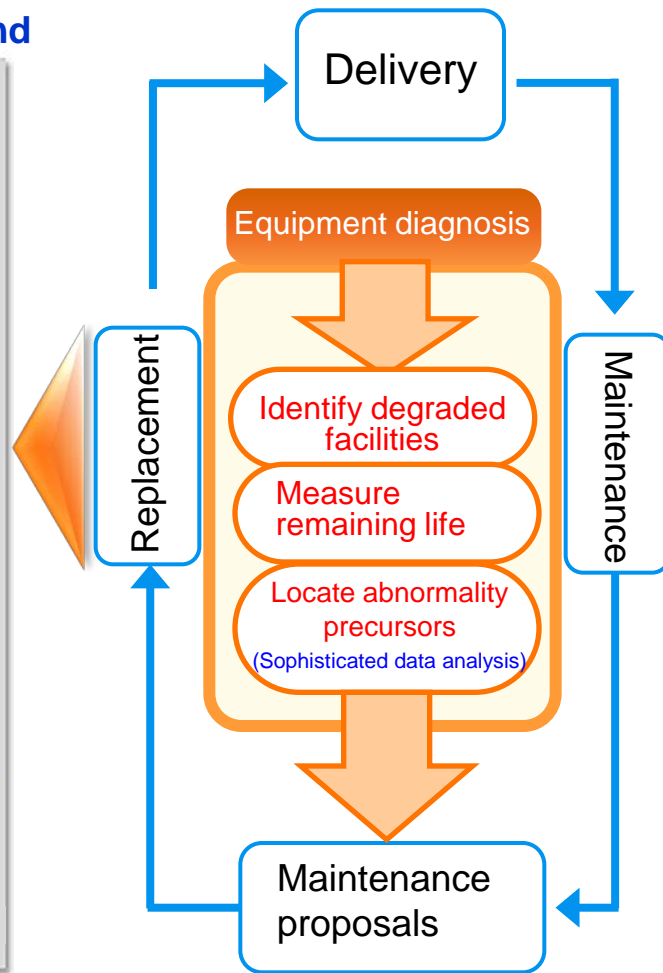 nd
Delivery
Equipment diagnosis
Replacement
Maintenance
Identify degraded
facilities
Measure
remaining life
Locate abnormality
precursors
(Sophisticated data analysis)
Maintenance
proposals